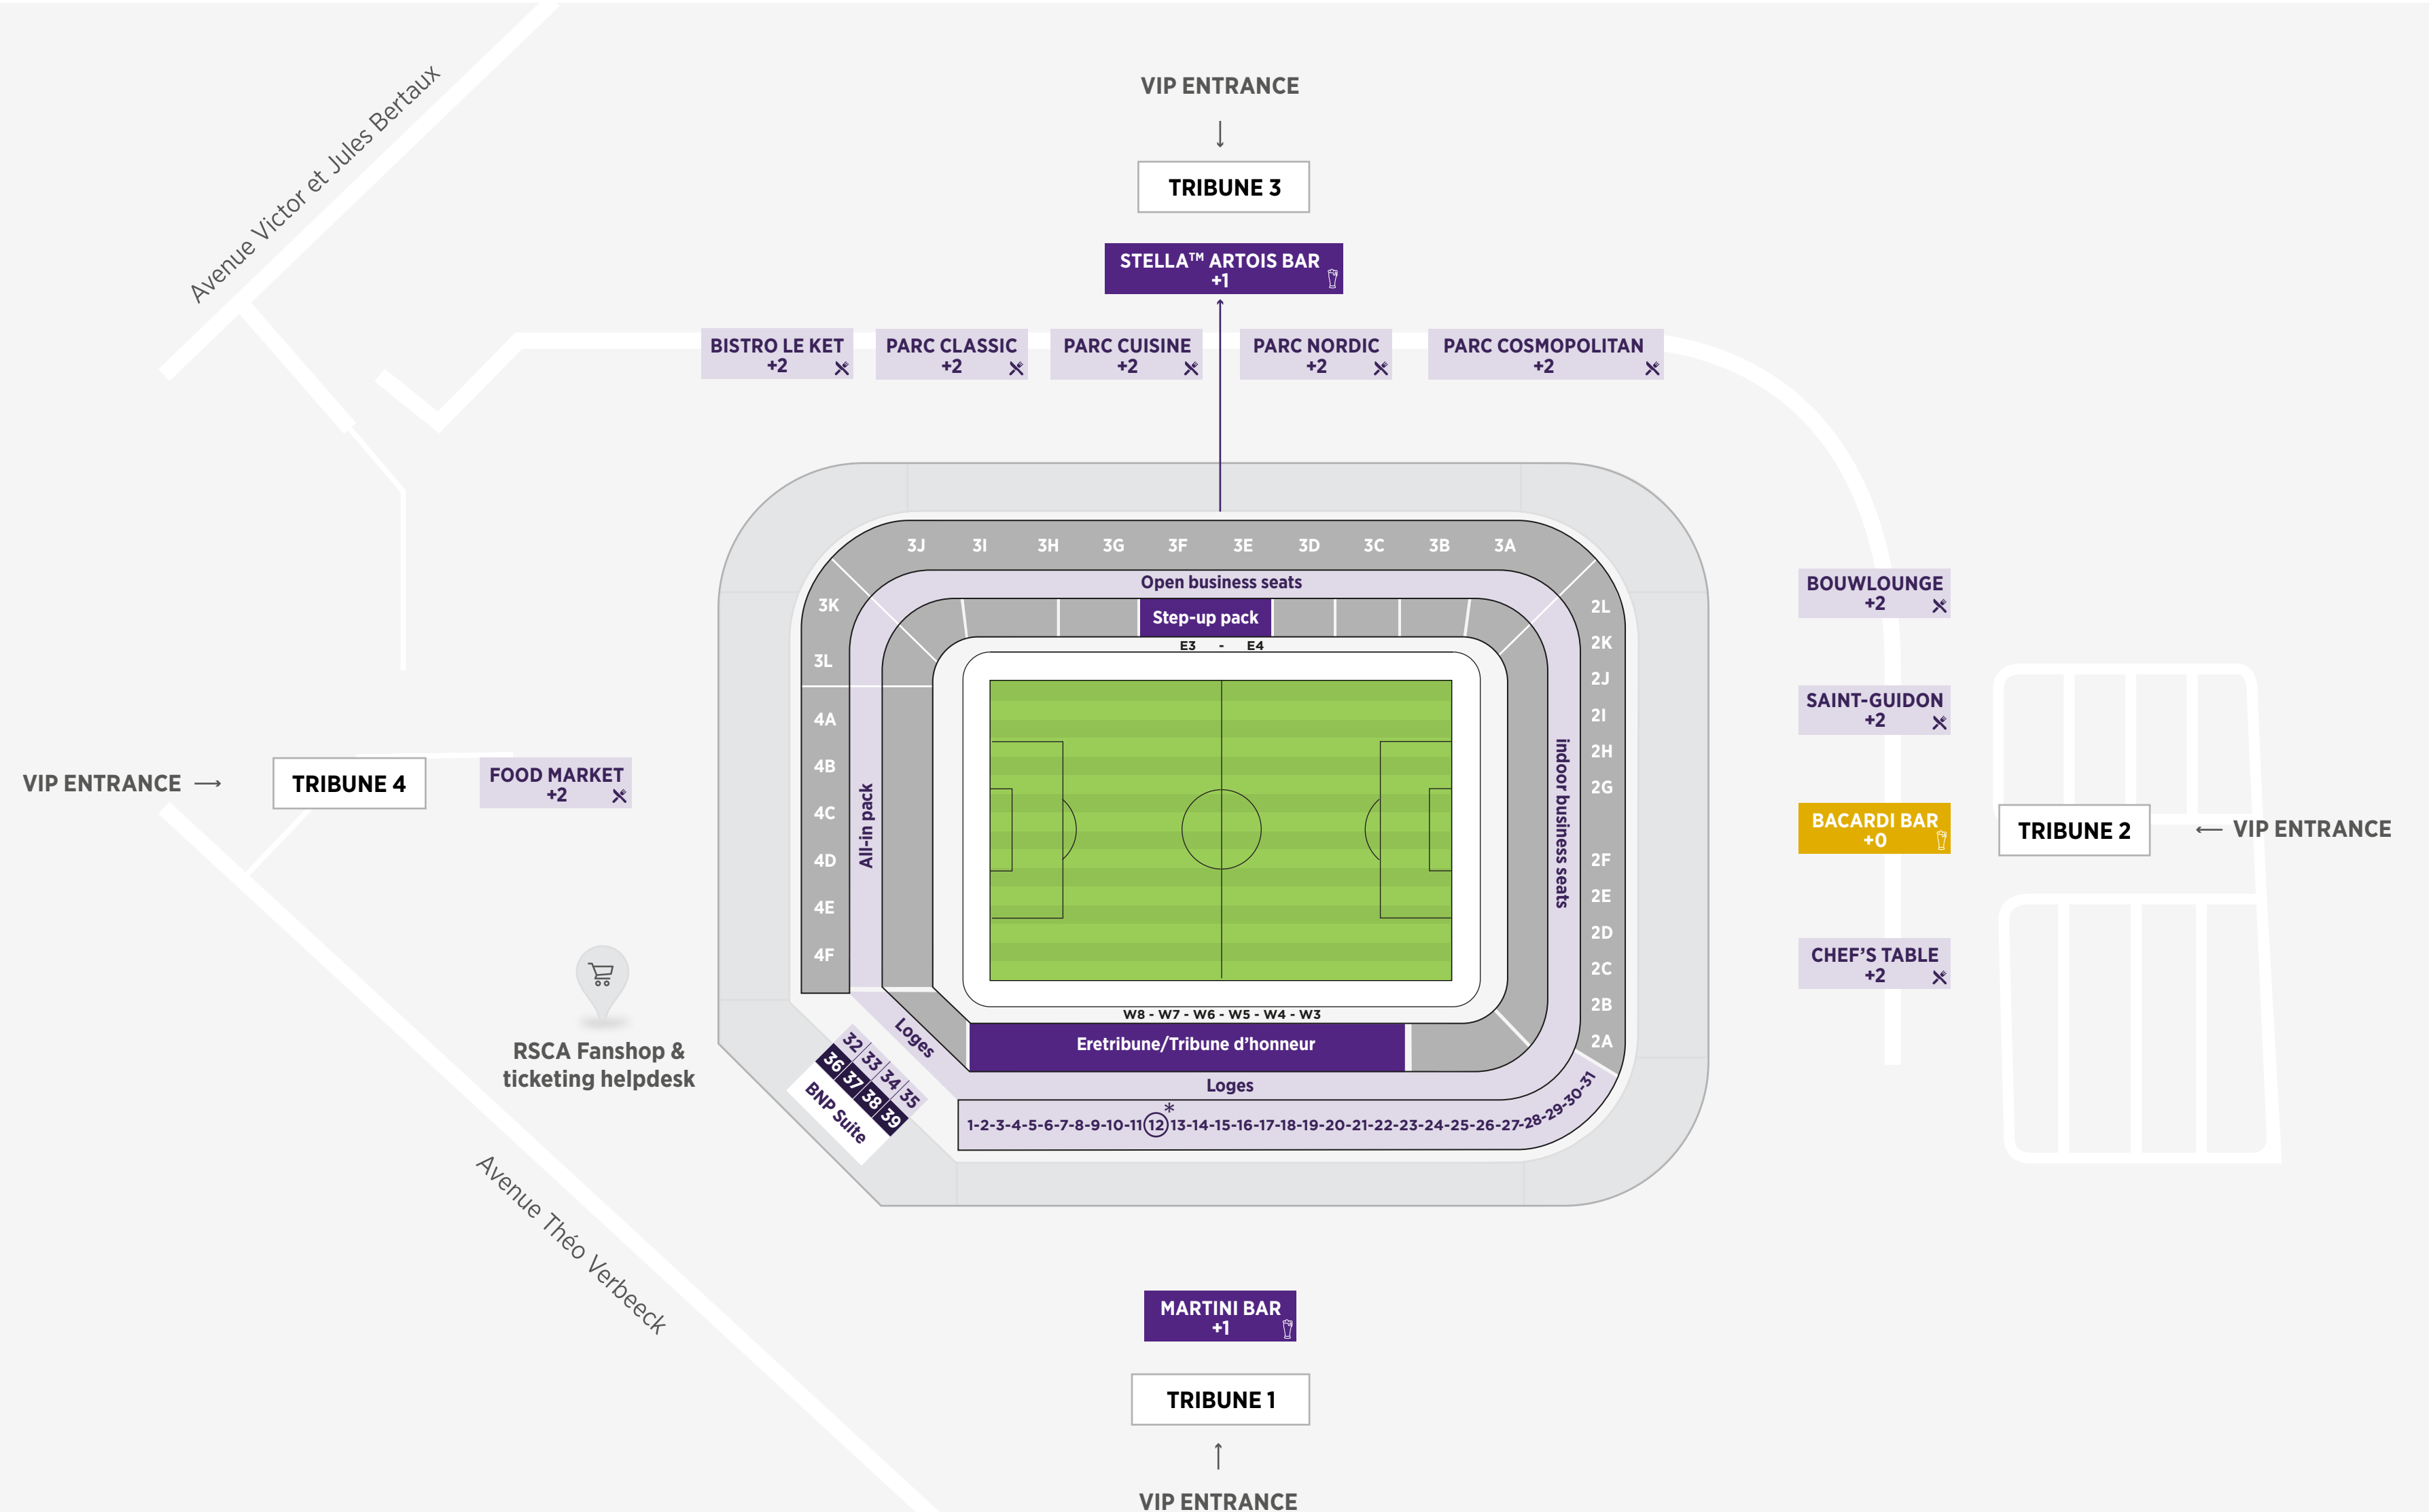 VIP ENTRANCE
TRIBUNE 3
STELLA™ ARTOIS BAR
+1
Avenue Victor et Jules Bertaux
BISTRO LE KET
+2
PARC CLASSIC
+2
PARC CUISINE
+2
PARC NORDIC
+2
PARC COSMOPOLITAN
+2
3J 3I 3H 3G 3F 3E 3D 3C 3B 3A
Open business seats
Step-up pack
E3 - E4
3K
3L
4A
4B
4C
4D
4E
4F
All-in pack
indoor business seats
2L
2K
2J
2I
2H
2G
2F
2E
2D
2C
2B
2A
BOUWLOUNGE
+2
SAINT-GUIDON
+2
BACARDI BAR
+0
CHEF'S TABLE
+2
TRIBUNE 2
← VIP ENTRANCE
VIP ENTRANCE →
TRIBUNE 4
FOOD MARKET
+2
RSCA Fanshop &
ticketing helpdesk
W8 - W7 - W6 - W5 - W4 - W3
Eretribune/Tribune d'honneur
Loges
Loges
32 33 34 35
36 37 38 39
BNP Suite
1-2-3-4-5-6-7-8-9-10-11 12* 13-14-15-16-17-18-19-20-21-22-23-24-25-26-27-28-29-30-31
Avenue Théo Verbeeck
MARTINI BAR
+1
TRIBUNE 1
VIP ENTRANCE